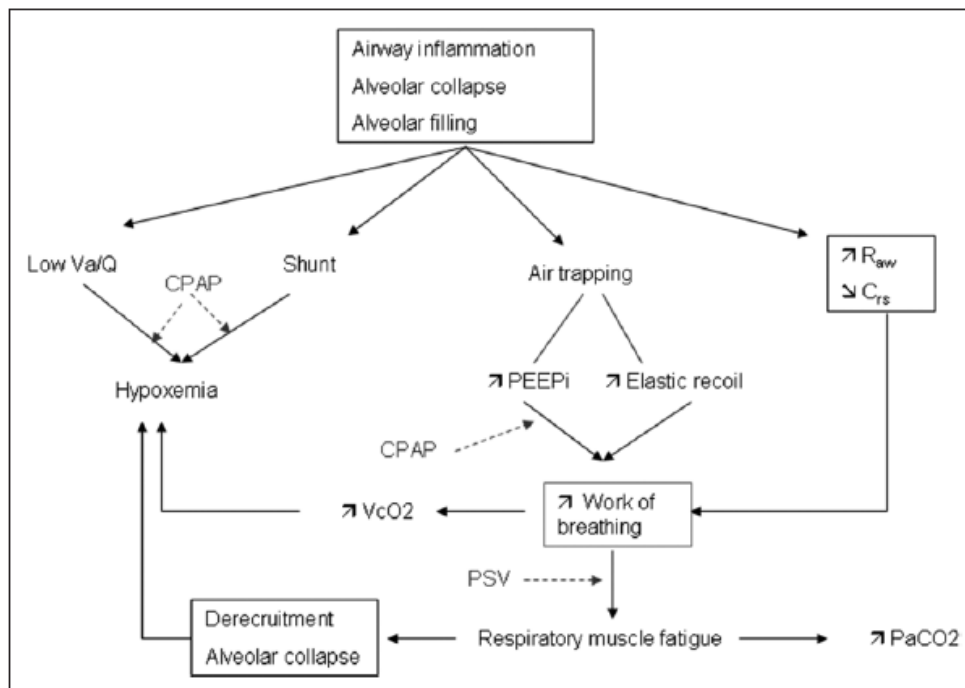 Airway inflammation
Alveolar collapse
Alveolar filling
Low Va/Q
CPAP
Shunt
Air trapping
↗ Raw
↘ Crs
Hypoxemia
↗ PEEPi
↗ Elastic recoil
CPAP
↗ VcO2
↗ Work of
breathing
PSV
Derecruitment
Alveolar collapse
Respiratory muscle fatigue
↗ PaCO2